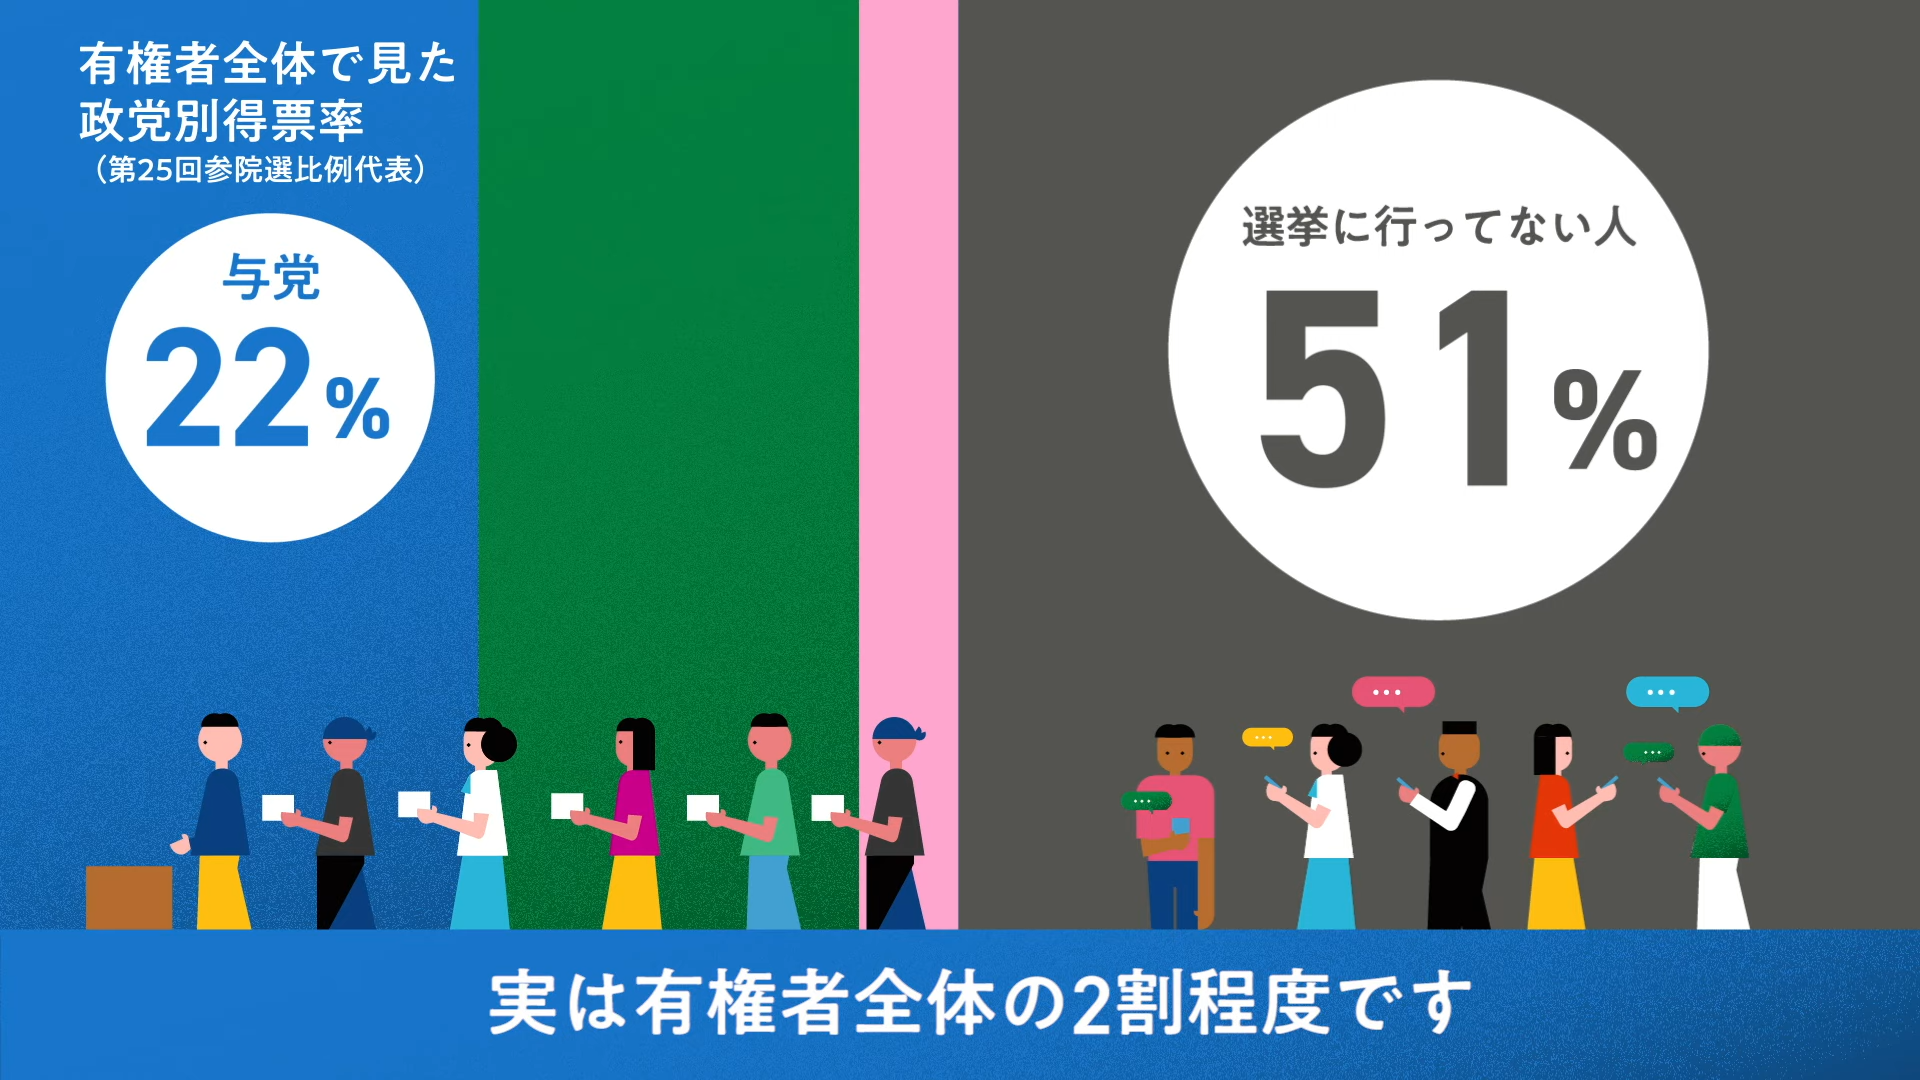 有権者全体で見た
政党別得票率
（第25回参院選比例代表）
与党
22%
選挙に行ってない人
51%
実は有権者全体の2割程度です